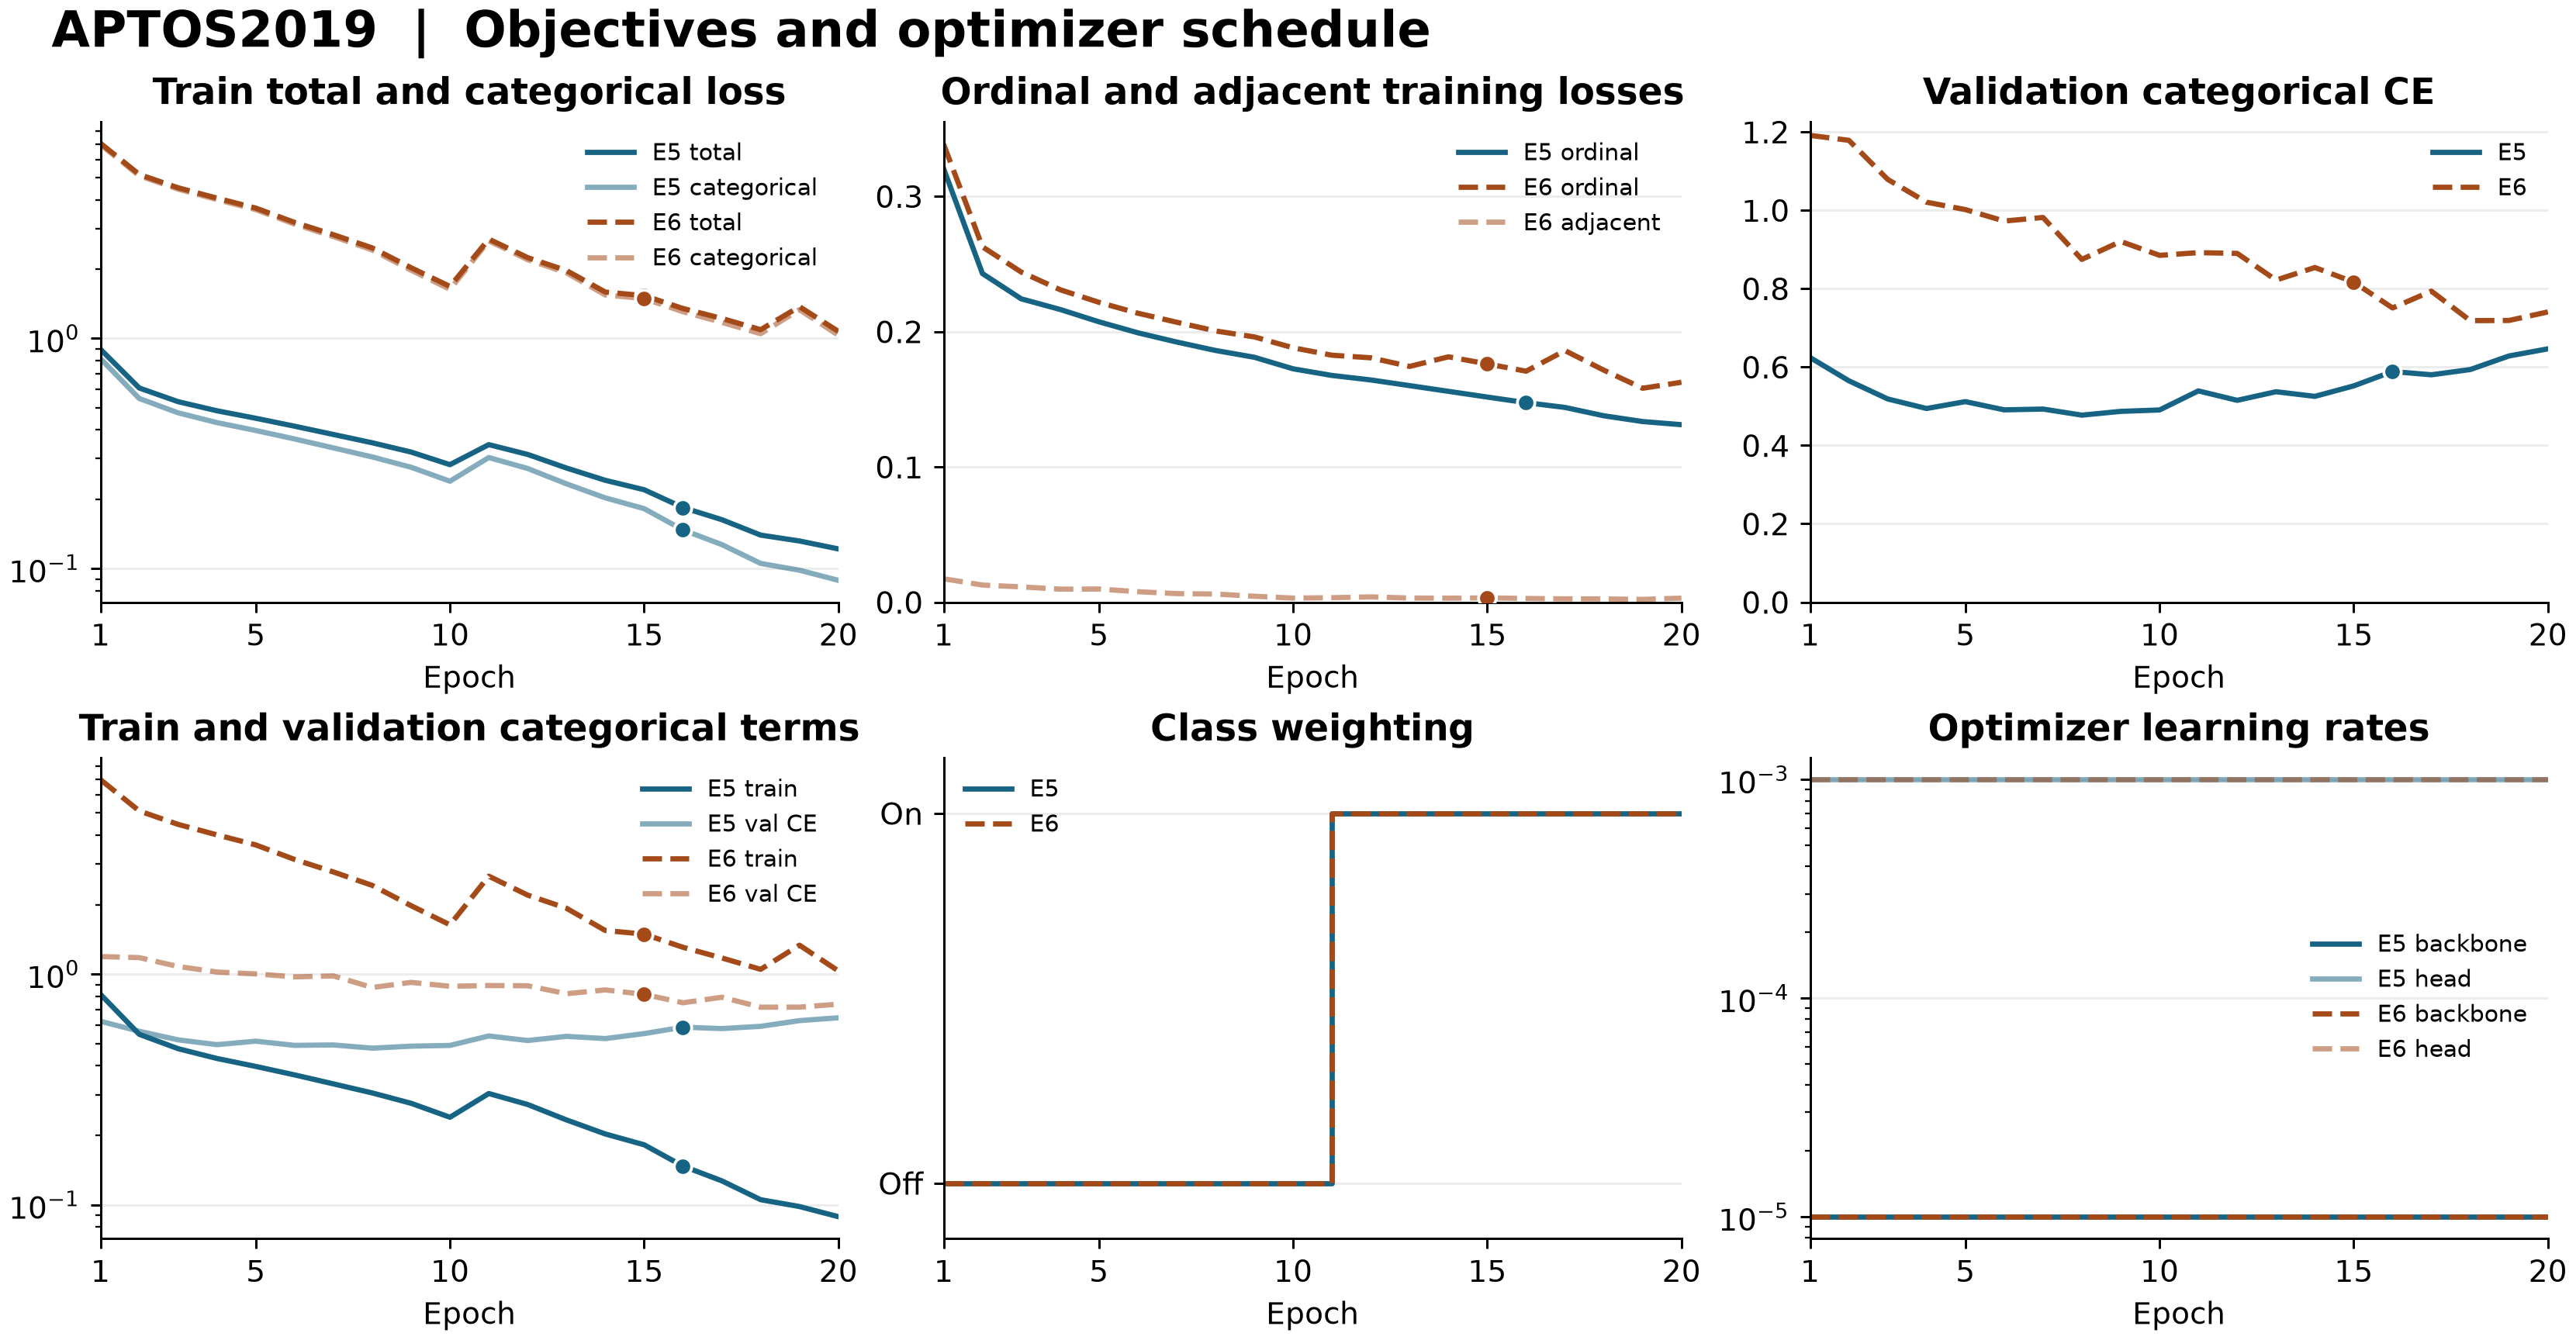 APTOS2019 | Objectives and optimizer schedule
Train total and categorical loss
E5 total
E5 categorical
E6 total
E6 categorical
10⁰
10⁻¹
1 5 10 15 20
Epoch
Ordinal and adjacent training losses
E5 ordinal
E6 ordinal
E6 adjacent
0.3
0.2
0.1
0.0
1 5 10 15 20
Epoch
Validation categorical CE
E5
E6
1.2
1.0
0.8
0.6
0.4
0.2
0.0
1 5 10 15 20
Epoch
Train and validation categorical terms
E5 train
E5 val CE
E6 train
E6 val CE
10⁰
10⁻¹
1 5 10 15 20
Epoch
Class weighting
E5
E6
On
Off
1 5 10 15 20
Epoch
Optimizer learning rates
10⁻³
E5 backbone
E5 head
E6 backbone
E6 head
10⁻⁴
10⁻⁵
1 5 10 15 20
Epoch